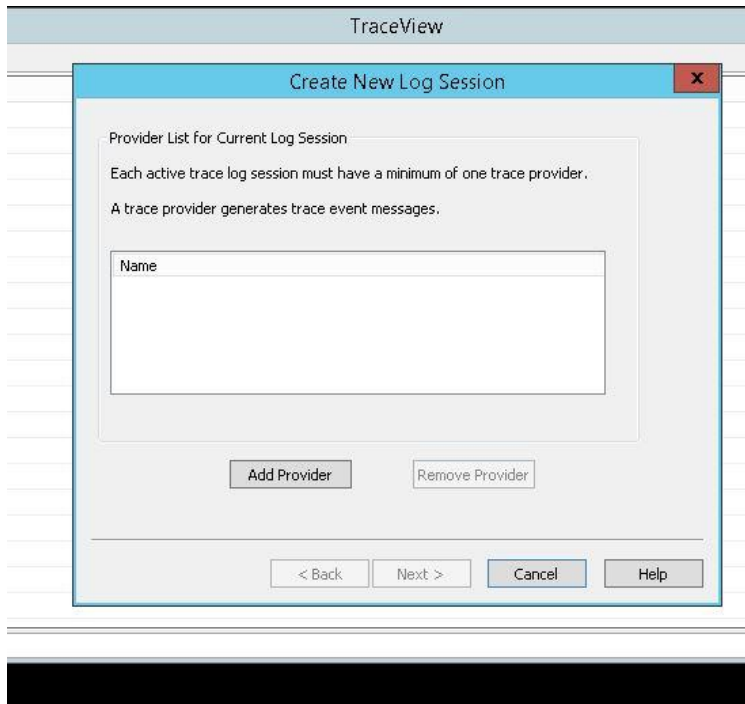 TraceView
Create New Log Session
x
Provider List for Current Log Session
Each active trace log session must have a minimum of one trace provider.
A trace provider generates trace event messages.
Name
Add Provider Remove Provider
< Back Next > Cancel Help